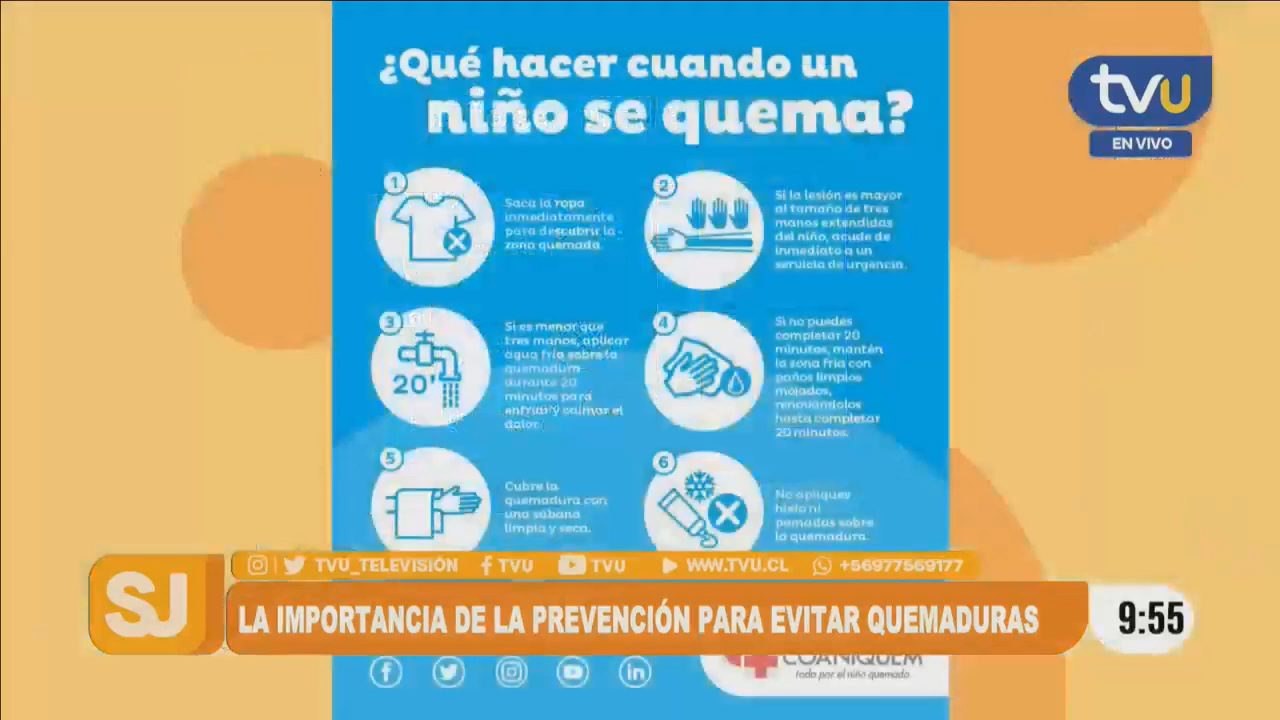 ¿Qué hacer cuando un
niño se quema?
tvu
EN VIVO
1
Saca la ropa
inmediatamente
para descubrir la
zona quemada.
2
Si la lesión es mayor
al tamaño de tres
manos extendidas
del niño, acude de
inmediato a un
servicio de urgencia.
3
20'
Si es menor que
tres manos, aplicar
agua fría sobre la
quemadura
durante 20
minutos para
enfriar y calmar el
dolor.
4
Si no puedes
completar 20
minutos, mantén
la zona fría con
paños limpios
mojados,
renovándolos
hasta completar
20 minutos.
5
Cubre la
quemadura con
una sábana
limpia y seca.
6
No apliques
hielo ni
pomadas sobre
la quemadura.
TVU_TELEVISIÓN TVU TVU WWW.TVU.CL +56977569177
SJ
LA IMPORTANCIA DE LA PREVENCIÓN PARA EVITAR QUEMADURAS
9:55
COANIQUEM
todo por el niño quemado